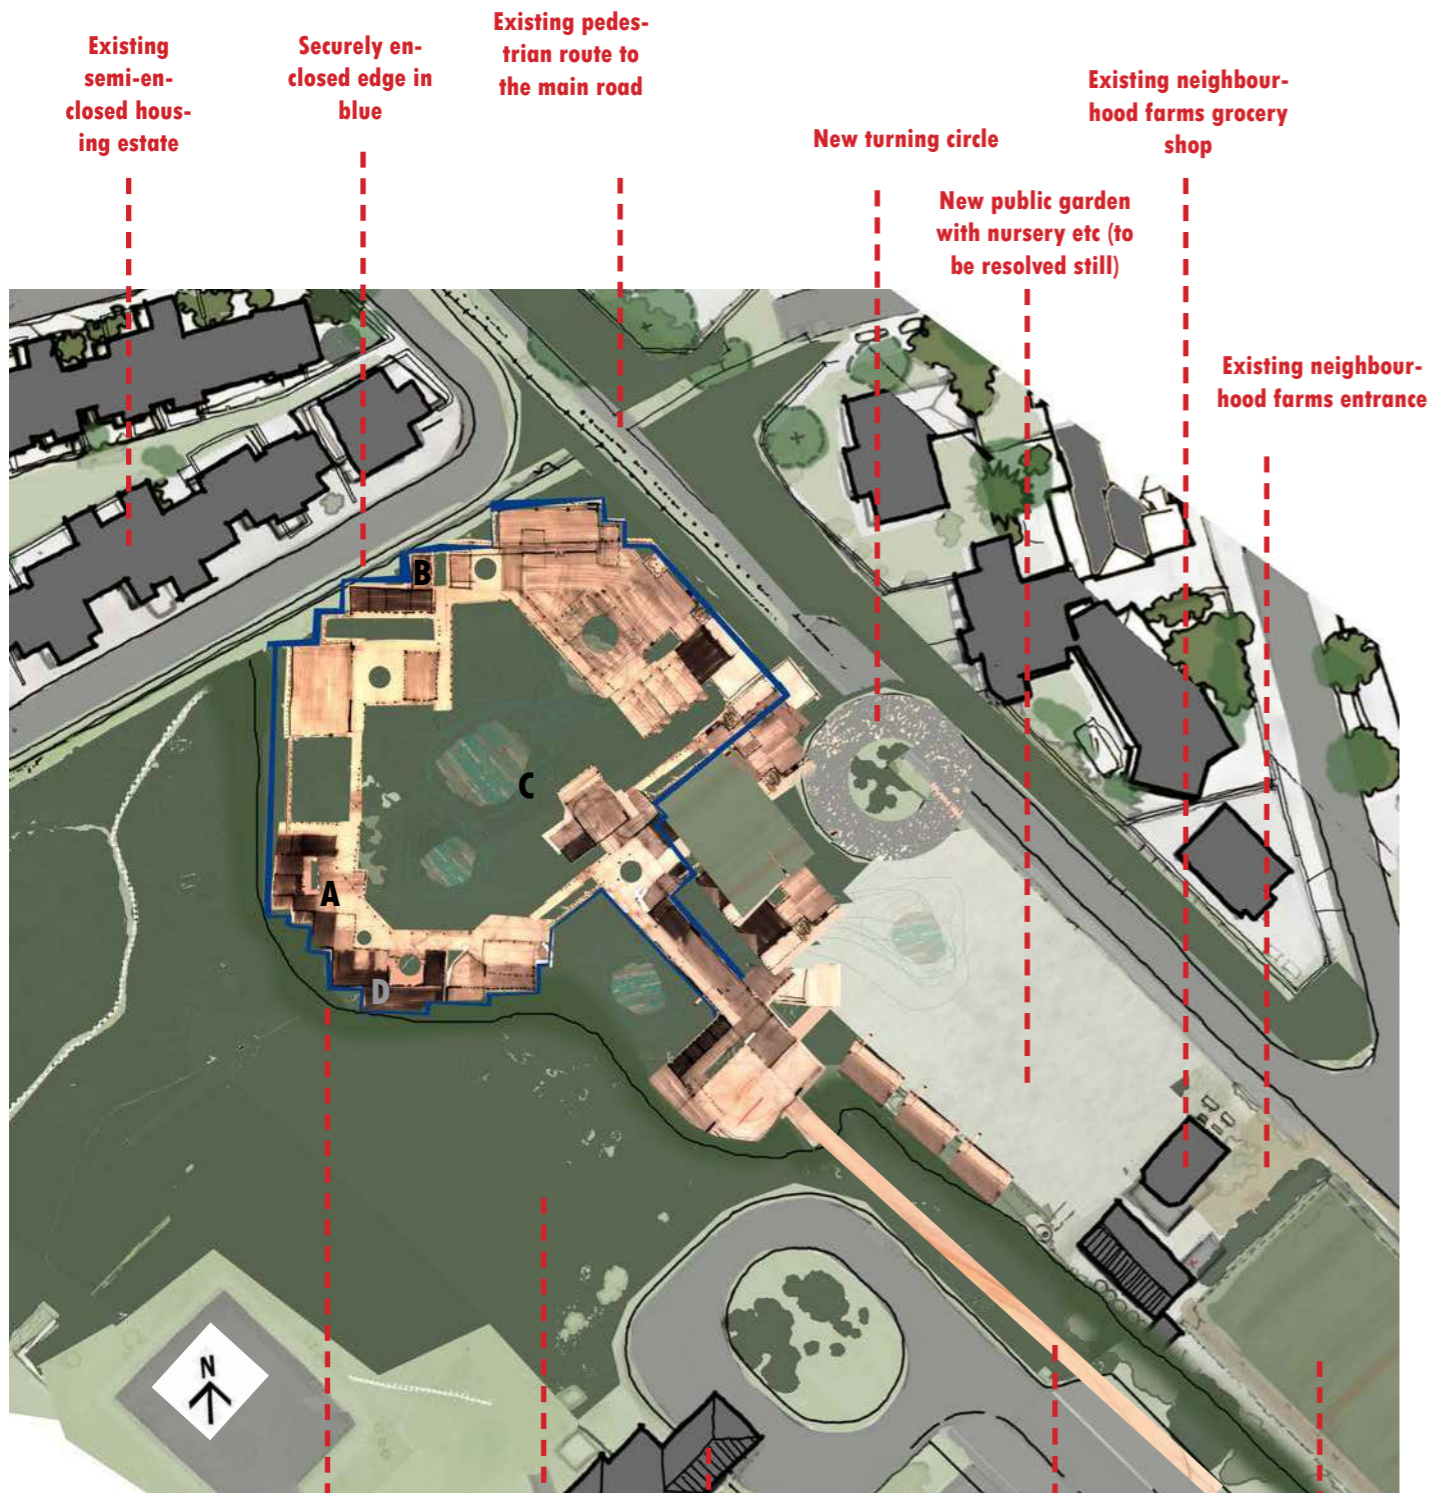 Existing
semi-en-
closed hous-
ing estate
Securely en-
closed edge in
blue
Existing pedes-
trian route to
the main road
New turning circle
New public garden
with nursery etc (to
be resolved still)
Existing neighbour-
hood farms grocery
shop
Existing neighbour-
hood farms entrance
B
C
A
D
N